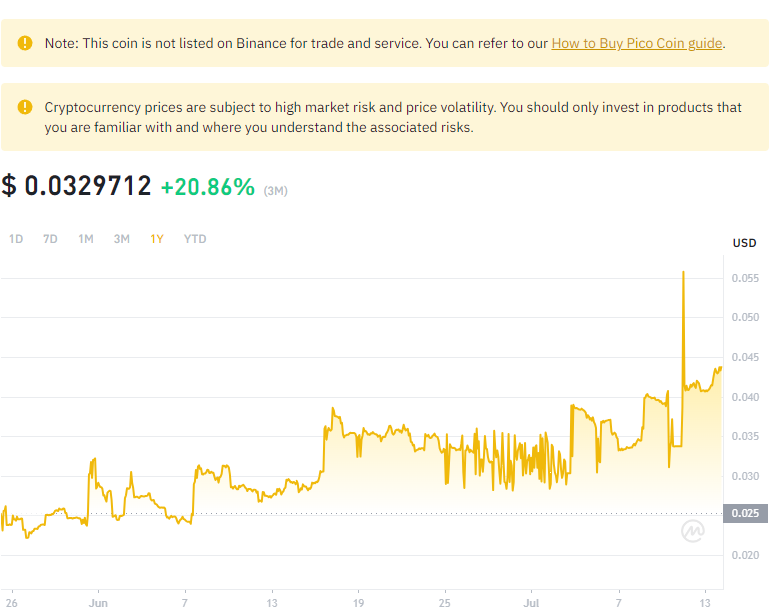 Note: This coin is not listed on Binance for trade and service. You can refer to our How to Buy Pico Coin guide.
Cryptocurrency prices are subject to high market risk and price volatility. You should only invest in products that
you are familiar with and where you understand the associated risks.
$ 0.0329712 +20.86% (3M)
1D 7D 1M 3M 1Y YTD
USD
0.055
0.050
0.045
0.040
0.035
0.030
0.025
0.020
26 Jun 7 13 19 25 Jul 7 13